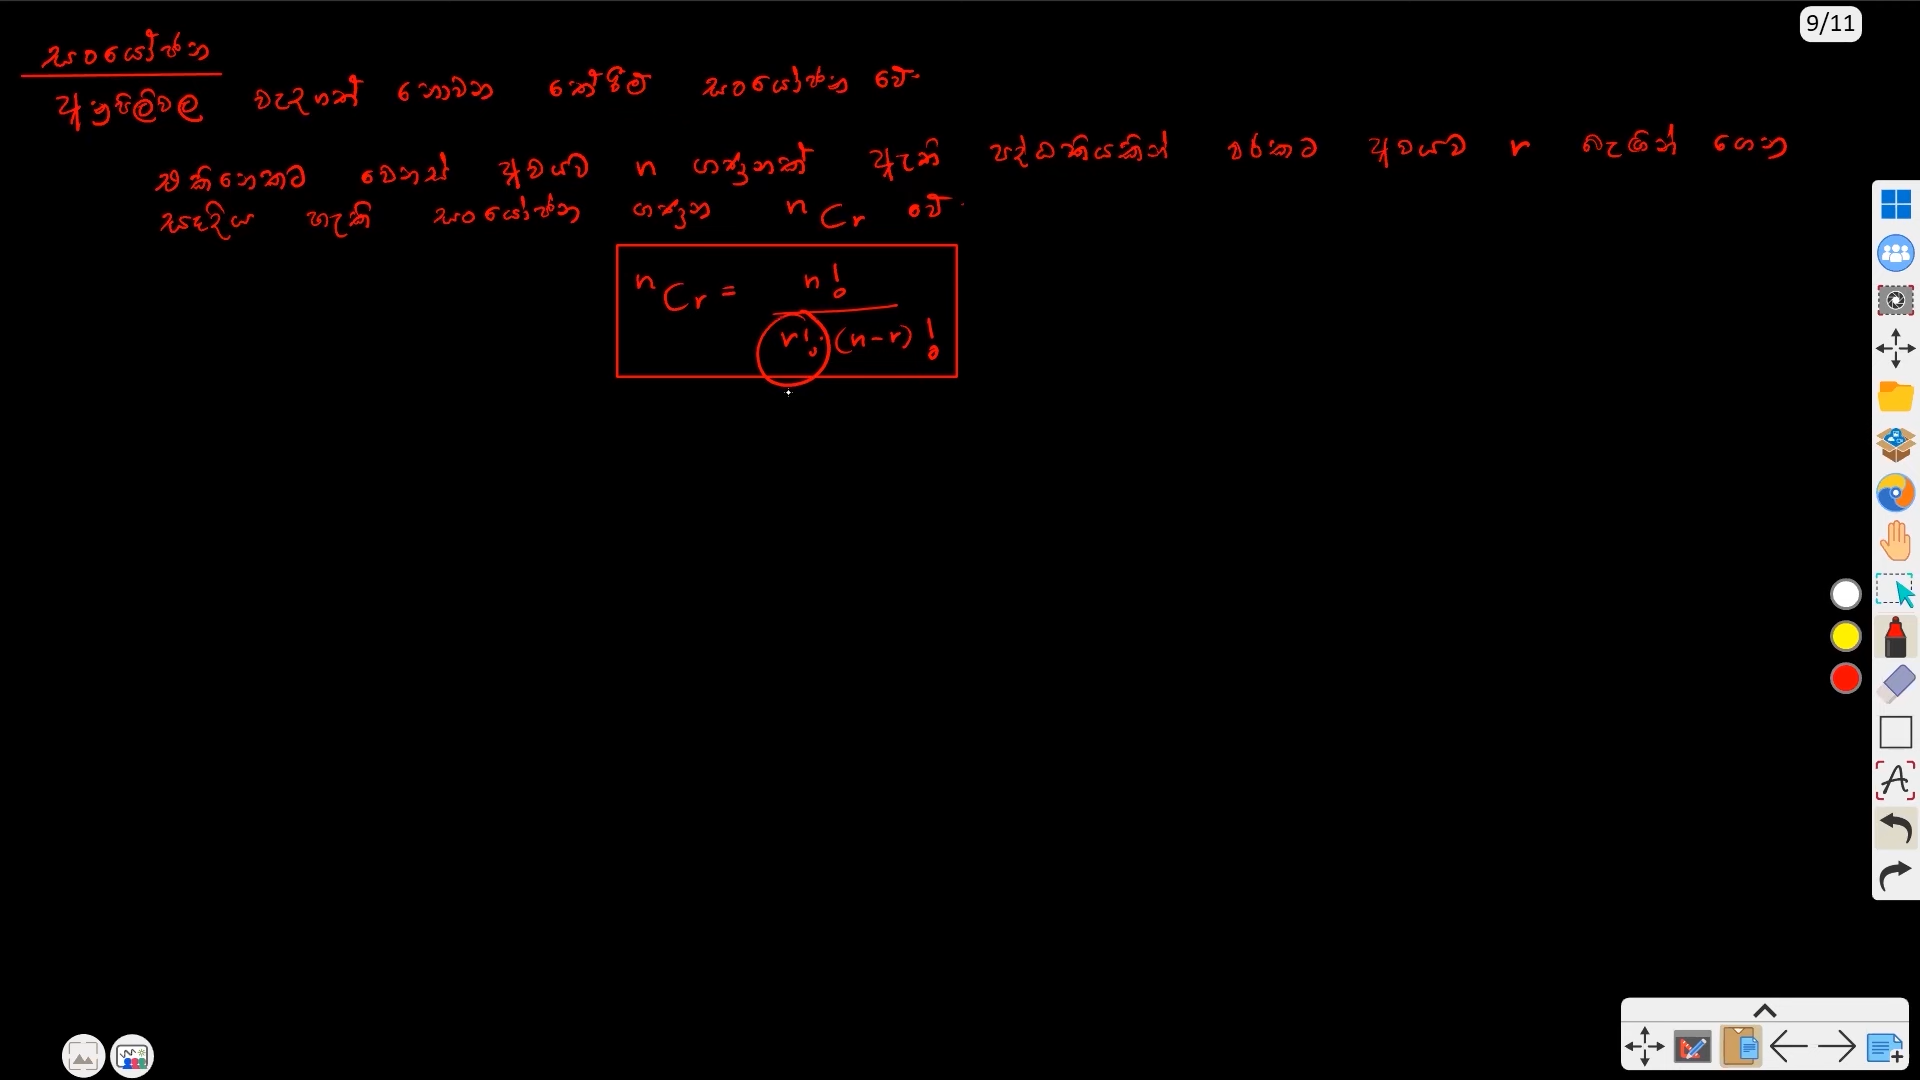 9/11
සංයෝජන
අනුපිළිවල වැදගත් නොවන තේරීම් සංයෝජන වේ.
එකිනෙකට වෙනස් අවයව n ගණනක් ඇති පද්ධතියකින් වරකට අවයව r බැගින් ගෙන
සෑදිය හැකි සංයෝජන ගණන nCr වේ.
nCr = n! / r!(n-r)!